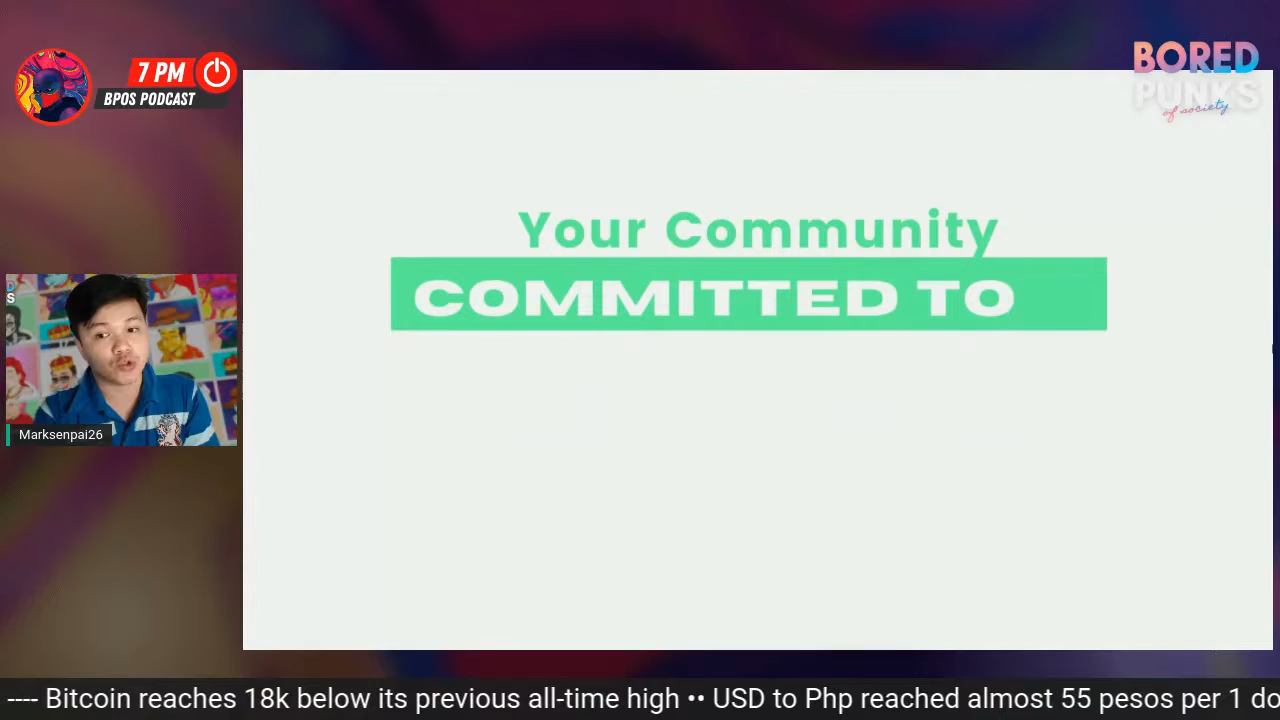 7 PM
BPOS PODCAST
BORED
PUNKS
of society
Your Community
COMMITTED TO
S
Marksenpai26
---- Bitcoin reaches 18k below its previous all-time high •• USD to Php reached almost 55 pesos per 1 do